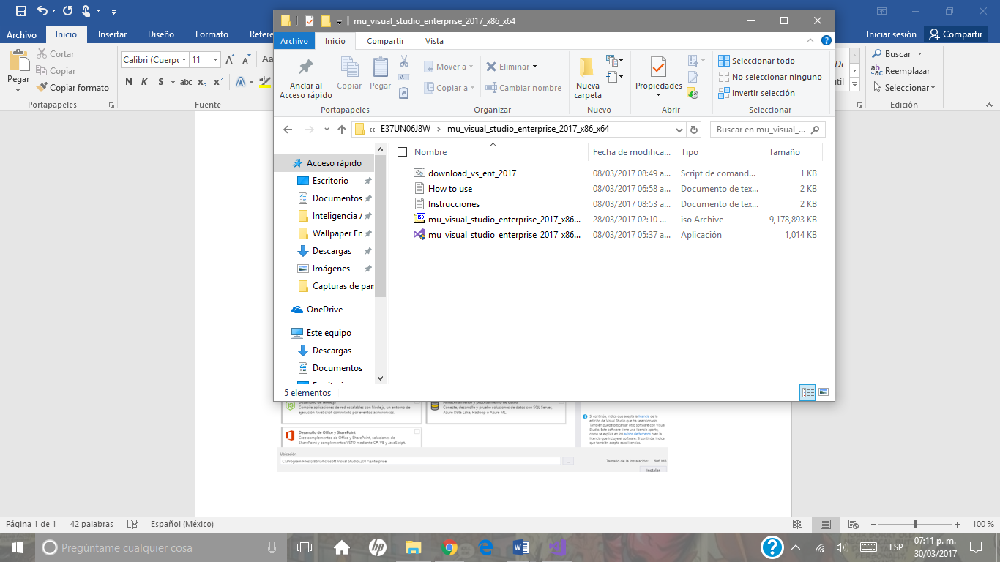 mu_visual_studio_enterprise_2017_x86_x64
Archivo Inicio Insertar Diseño Formato Refere
Iniciar sesión Compartir
Archivo Inicio Compartir Vista
Pegar
Cortar
Copiar
Copiar formato
Portapapeles
Calibri (Cuerpo 11
N K S abc x₂ x²
Fuente
Anclar al
Acceso rápido
Copiar
Pegar
Portapapeles
Mover a
Copiar a
Eliminar
Cambiar nombre
Organizar
Nueva
carpeta
Nuevo
Propiedades
Abrir
Seleccionar todo
No seleccionar ninguno
Invertir selección
Seleccionar
Buscar
Reemplazar
Seleccionar
Edición
« E37UN06J8W > mu_visual_studio_enterprise_2017_x86_x64
Buscar en mu_visual_...
Nombre Fecha de modifica... Tipo Tamaño
download_vs_ent_2017 08/03/2017 08:49 a... Script de comand... 1 KB
How to use 08/03/2017 06:58 a... Documento de tex... 2 KB
Instrucciones 08/03/2017 08:53 a... Documento de tex... 2 KB
mu_visual_studio_enterprise_2017_x86... 28/03/2017 02:10 ... iso Archive 9,178,893 KB
mu_visual_studio_enterprise_2017_x86... 08/03/2017 05:37 a... Aplicación 1,014 KB
Acceso rápido
Escritorio
Documentos
Inteligencia A
Wallpaper En
Descargas
Imágenes
Capturas de pan
OneDrive
Este equipo
Descargas
Documentos
5 elementos
Desarrollo de Node.js
Compile aplicaciones de red escalables con Node.js, un entorno de
ejecución JavaScript controlado por eventos asincrónicos.
Almacenamiento y procesamiento de datos
Conecte, desarrolle y pruebe soluciones de datos con SQL Server,
Azure Data Lake, Hadoop o Azure ML.
Desarrollo de Office y SharePoint
Cree complementos de Office y SharePoint, soluciones de
SharePoint y complementos VSTO mediante C#, VB y JavaScript.
Si continúa, indica que acepta la licencia de la
edición de Visual Studio que ha seleccionado.
También puede descargar otro software con Visual
Studio. Este software tiene una licencia aparte,
como se explica en los avisos de terceros o en la
licencia que incluye el software. Si continúa, indica
que también acepta esas licencias.
Ubicación
C:\Program Files (x86)\Microsoft Visual Studio\2017\Enterprise
...
Tamaño de la instalación: 606 MB
Instalar
Página 1 de 1 42 palabras Español (México)
100 %
Pregúntame cualquier cosa
ESP
07:11 p. m.
30/03/2017